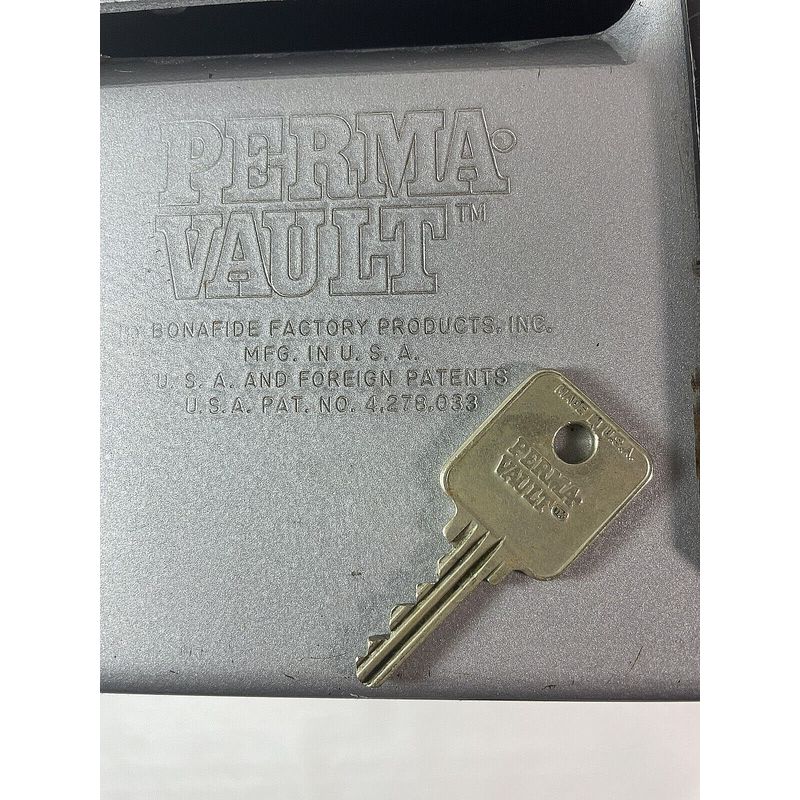 PERMA
VAULT™
BONAFIDE FACTORY PRODUCTS, INC.
MFG. IN U. S. A.
U. S. A. AND FOREIGN PATENTS
U.S.A. PAT. NO. 4,278,033
MADE IN U.S.A.
PERMA
VAULT